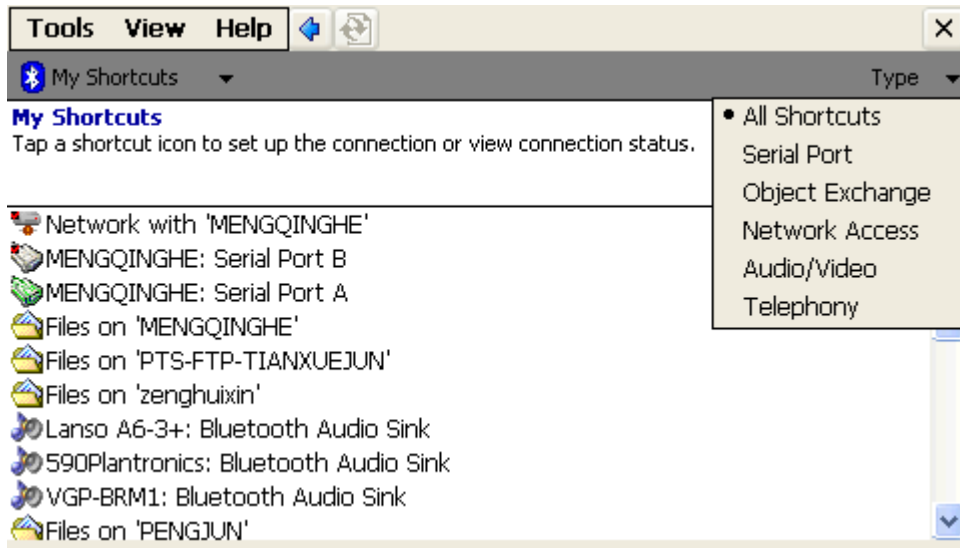 Tools View Help
My Shortcuts Type
My Shortcuts
Tap a shortcut icon to set up the connection or view connection status.
All Shortcuts
Serial Port
Object Exchange
Network Access
Audio/Video
Telephony
Network with 'MENGQINGHE'
MENGQINGHE: Serial Port B
MENGQINGHE: Serial Port A
Files on 'MENGQINGHE'
Files on 'PTS-FTP-TIANXUEJUN'
Files on 'zenghuixin'
Lanso A6-3+: Bluetooth Audio Sink
590Plantronics: Bluetooth Audio Sink
VGP-BRM1: Bluetooth Audio Sink
Files on 'PENGJUN'